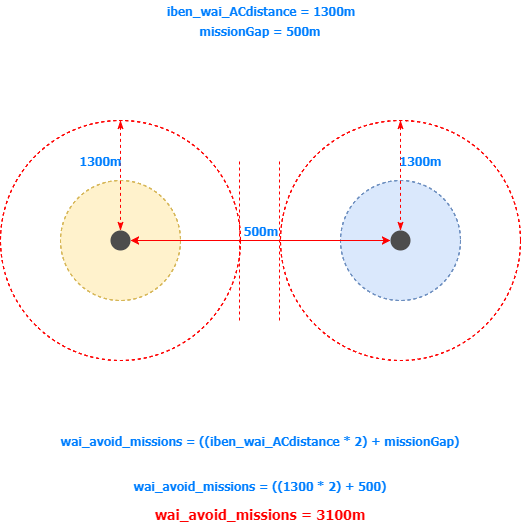 iben_wai_ACdistance = 1300m
missionGap = 500m
1300m
1300m
500m
wai_avoid_missions = ((iben_wai_ACdistance * 2) + missionGap)
wai_avoid_missions = ((1300 * 2) + 500)
wai_avoid_missions = 3100m